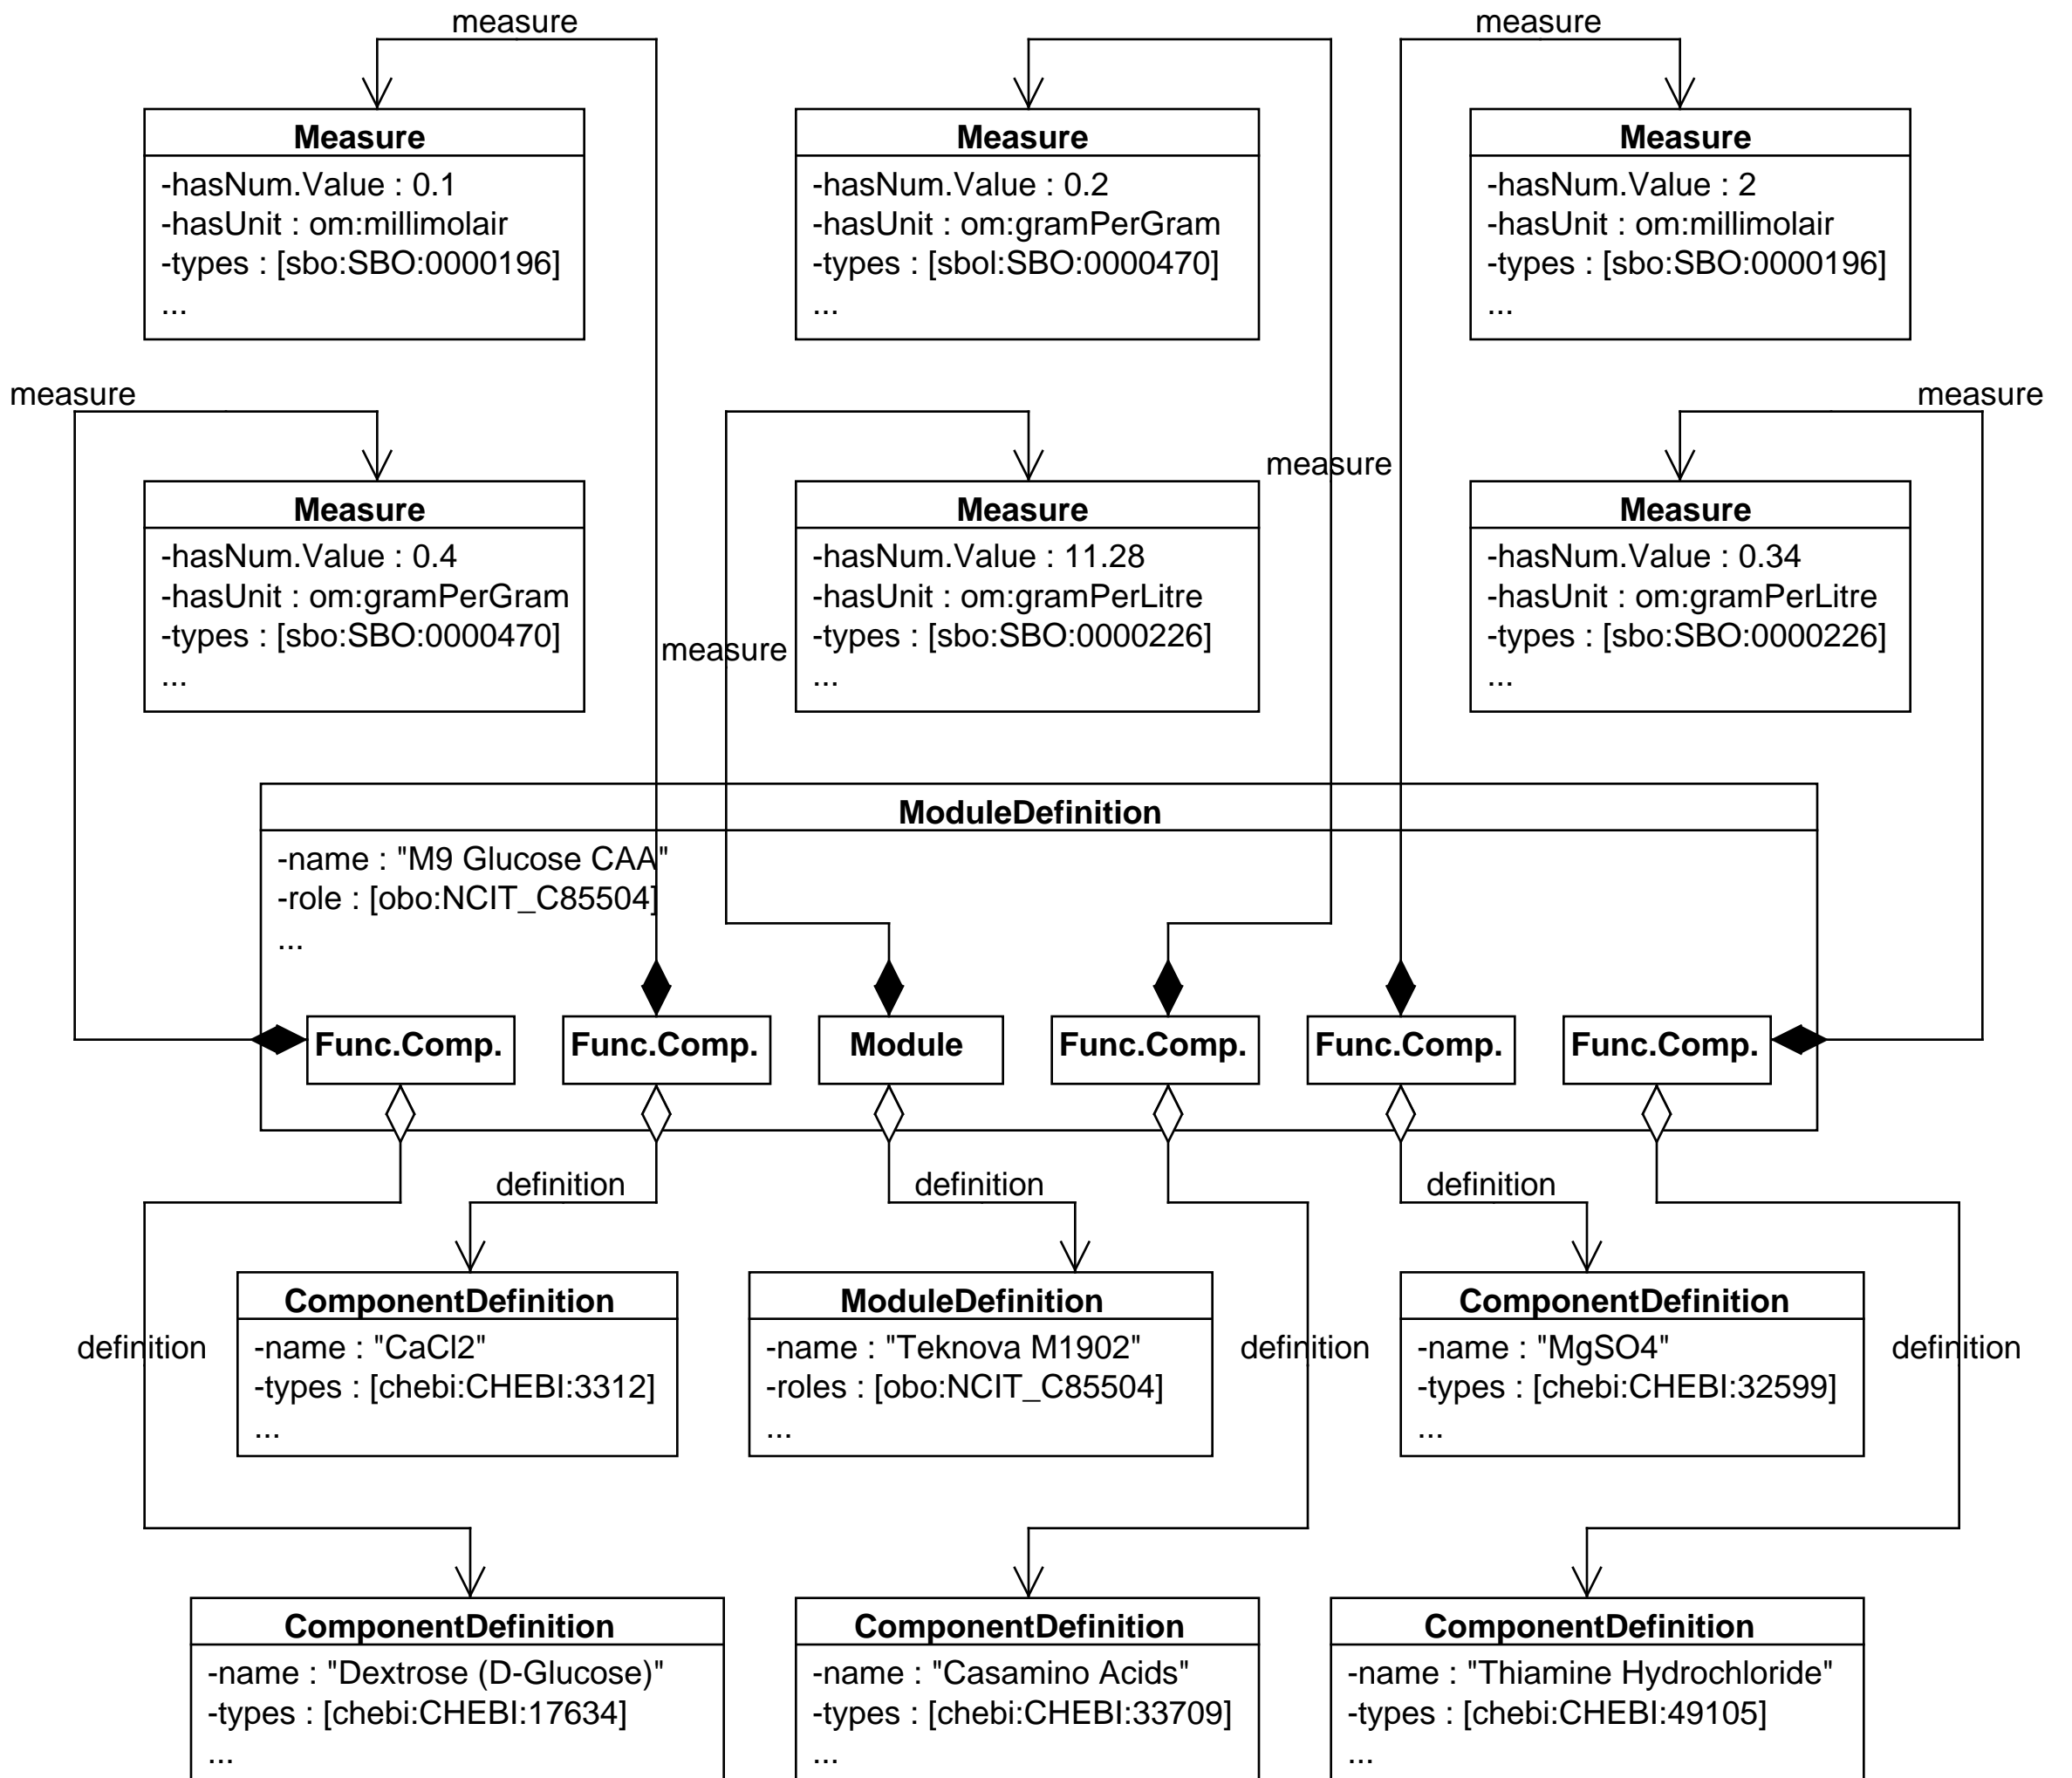 measure
measure
Measure
-hasNum.Value : 0.1
-hasUnit : om:millimolair
-types : [sbo:SBO:0000196]
...
Measure
-hasNum.Value : 0.2
-hasUnit : om:gramPerGram
-types : [sbol:SBO:0000470]
...
Measure
-hasNum.Value : 2
-hasUnit : om:millimolair
-types : [sbo:SBO:0000196]
...
measure
measure
measure
Measure
-hasNum.Value : 0.4
-hasUnit : om:gramPerGram
-types : [sbo:SBO:0000470]
...
measure
Measure
-hasNum.Value : 11.28
-hasUnit : om:gramPerLitre
-types : [sbo:SBO:0000226]
...
Measure
-hasNum.Value : 0.34
-hasUnit : om:gramPerLitre
-types : [sbo:SBO:0000226]
...
ModuleDefinition
-name : "M9 Glucose CAA"
-role : [obo:NCIT_C85504]
...
Func.Comp.
Func.Comp.
Module
Func.Comp.
Func.Comp.
Func.Comp.
definition
definition
definition
ComponentDefinition
-name : "CaCl2"
-types : [chebi:CHEBI:3312]
...
ModuleDefinition
-name : "Teknova M1902"
-roles : [obo:NCIT_C85504]
...
ComponentDefinition
-name : "MgSO4"
-types : [chebi:CHEBI:32599]
...
definition
definition
definition
ComponentDefinition
-name : "Dextrose (D-Glucose)"
-types : [chebi:CHEBI:17634]
...
ComponentDefinition
-name : "Casamino Acids"
-types : [chebi:CHEBI:33709]
...
ComponentDefinition
-name : "Thiamine Hydrochloride"
-types : [chebi:CHEBI:49105]
...